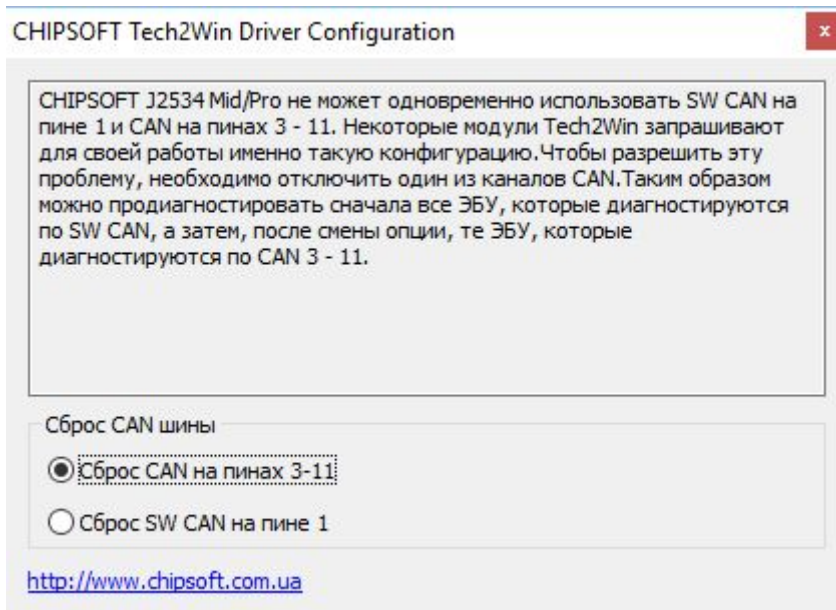 CHIPSOFT Tech2Win Driver Configuration
x
CHIPSOFT J2534 Mid/Pro не может одновременно использовать SW CAN на
пине 1 и CAN на пинах 3 - 11. Некоторые модули Tech2Win запрашивают
для своей работы именно такую конфигурацию.Чтобы разрешить эту
проблему, необходимо отключить один из каналов CAN.Таким образом
можно продиагностировать сначала все ЭБУ, которые диагностируются
по SW CAN, а затем, после смены опции, те ЭБУ, которые
диагностируются по CAN 3 - 11.
Сброс CAN шины
Сброс CAN на пинах 3-11
Сброс SW CAN на пине 1
http://www.chipsoft.com.ua